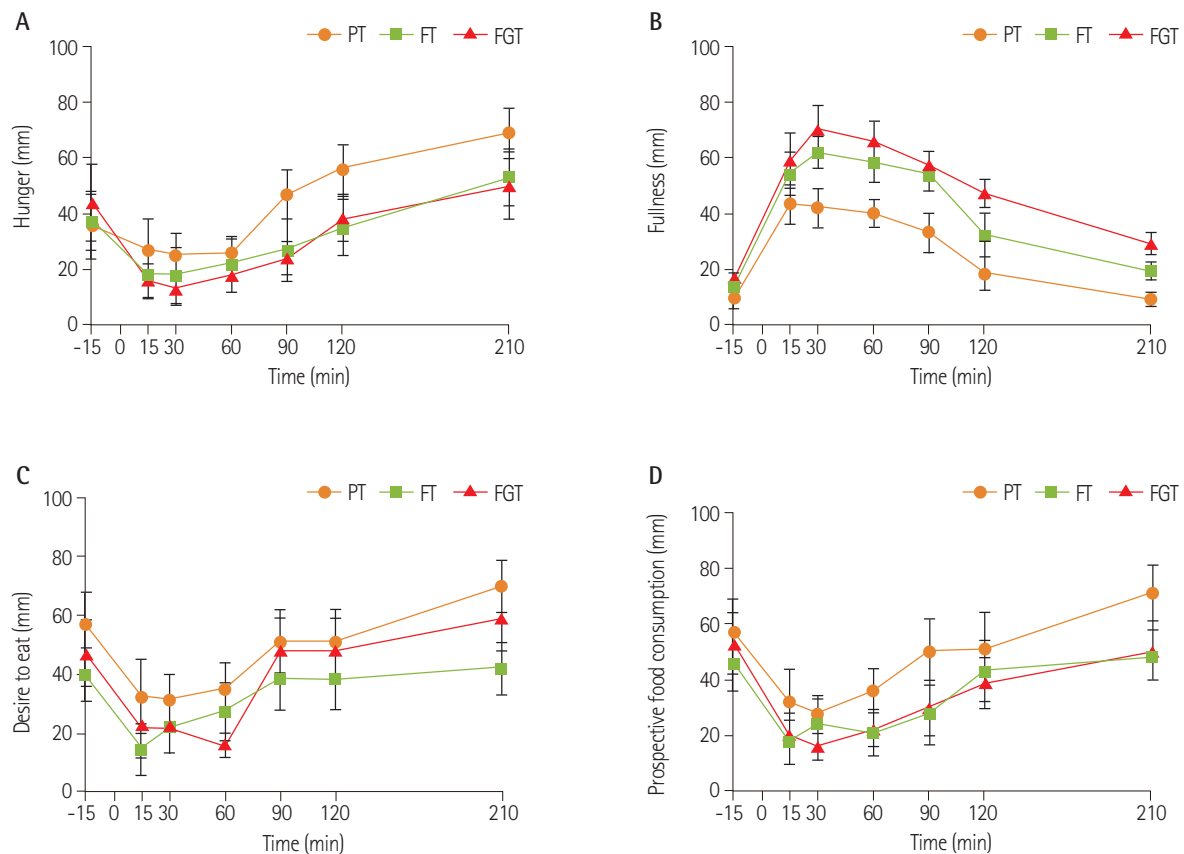 A
PT FT FGT
100
80
60
40
20
0
Hunger (mm)
-15 0 15 30 60 90 120 210
Time (min)
B
PT FT FGT
100
80
60
40
20
0
Fullness (mm)
-15 0 15 30 60 90 120 210
Time (min)
C
PT FT FGT
100
80
60
40
20
0
Desire to eat (mm)
-15 0 15 30 60 90 120 210
Time (min)
D
PT FT FGT
100
80
60
40
20
0
Prospective food consumption (mm)
-15 0 15 30 60 90 120 210
Time (min)